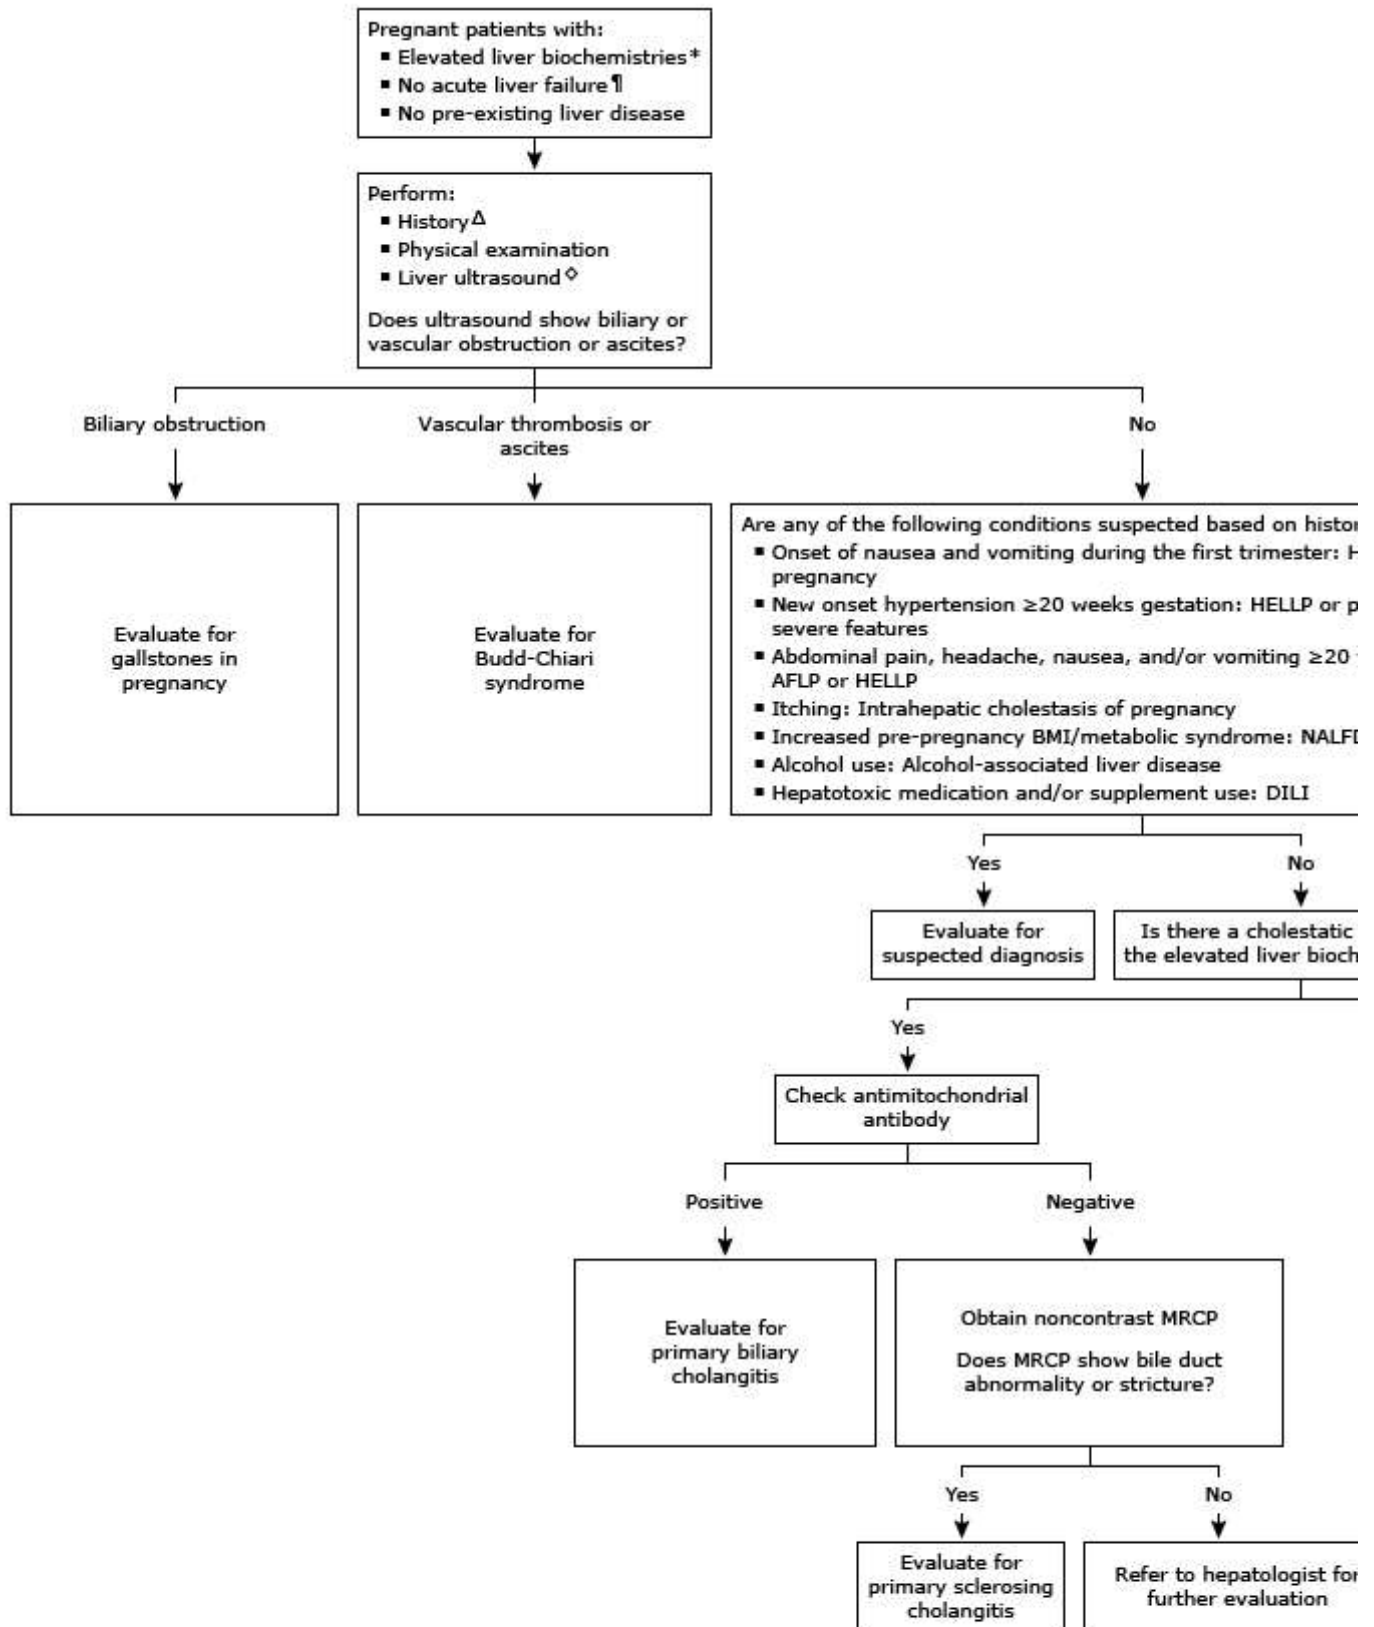 Pregnant patients with:
▪ Elevated liver biochemistries*
▪ No acute liver failure¶
▪ No pre-existing liver disease
Perform:
▪ HistoryΔ
▪ Physical examination
▪ Liver ultrasound◇
Does ultrasound show biliary or
vascular obstruction or ascites?
Biliary obstruction
Vascular thrombosis or
ascites
No
Evaluate for
gallstones in
pregnancy
Evaluate for
Budd-Chiari
syndrome
Are any of the following conditions suspected based on histor
▪ Onset of nausea and vomiting during the first trimester: H
pregnancy
▪ New onset hypertension ≥20 weeks gestation: HELLP or p
severe features
▪ Abdominal pain, headache, nausea, and/or vomiting ≥20
AFLP or HELLP
▪ Itching: Intrahepatic cholestasis of pregnancy
▪ Increased pre-pregnancy BMI/metabolic syndrome: NALFD
▪ Alcohol use: Alcohol-associated liver disease
▪ Hepatotoxic medication and/or supplement use: DILI
Yes
No
Evaluate for
suspected diagnosis
Is there a cholestatic
the elevated liver bioch
Yes
Check antimitochondrial
antibody
Positive
Negative
Evaluate for
primary biliary
cholangitis
Obtain noncontrast MRCP
Does MRCP show bile duct
abnormality or stricture?
Yes
No
Evaluate for
primary sclerosing
cholangitis
Refer to hepatologist for
further evaluation